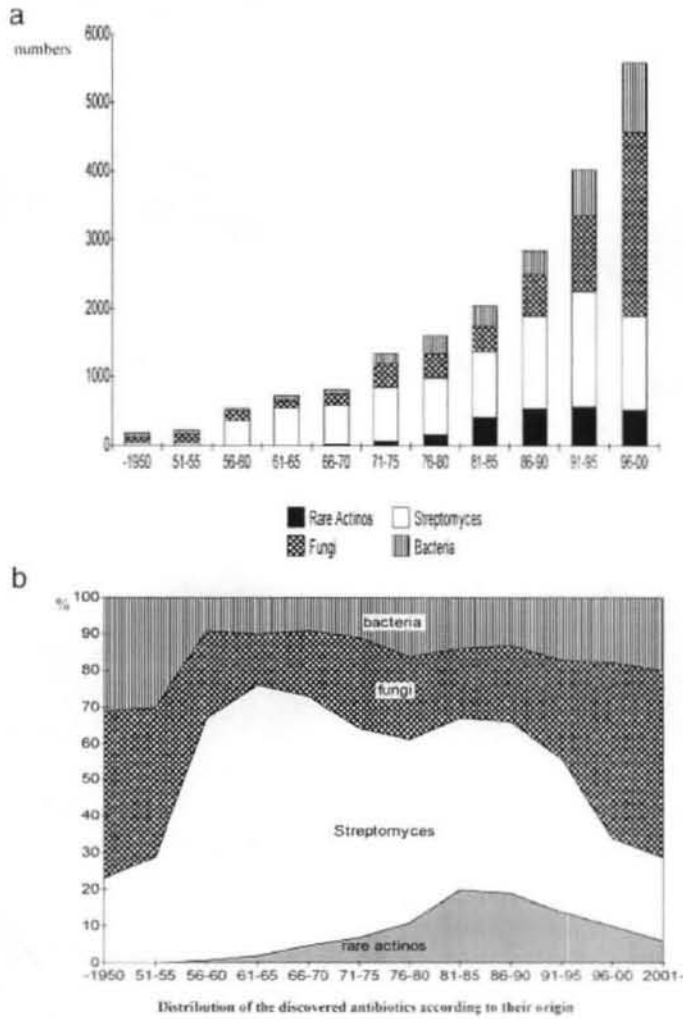 a
numbers
6000
5000
4000
3000
2000
1000
0
-1950 51-55 56-60 61-65 66-70 71-75 76-80 81-85 86-90 91-95 96-00
Rare Actinos Streptomyces
Fungi Bacteria
b
%
100
90
80
70
60
50
40
30
20
10
0
bacteria
fungi
Streptomyces
rare actinos
-1950 51-55 56-60 61-65 66-70 71-75 76-80 81-85 86-90 91-95 96-00 2001-
Distribution of the discovered antibiotics according to their origin